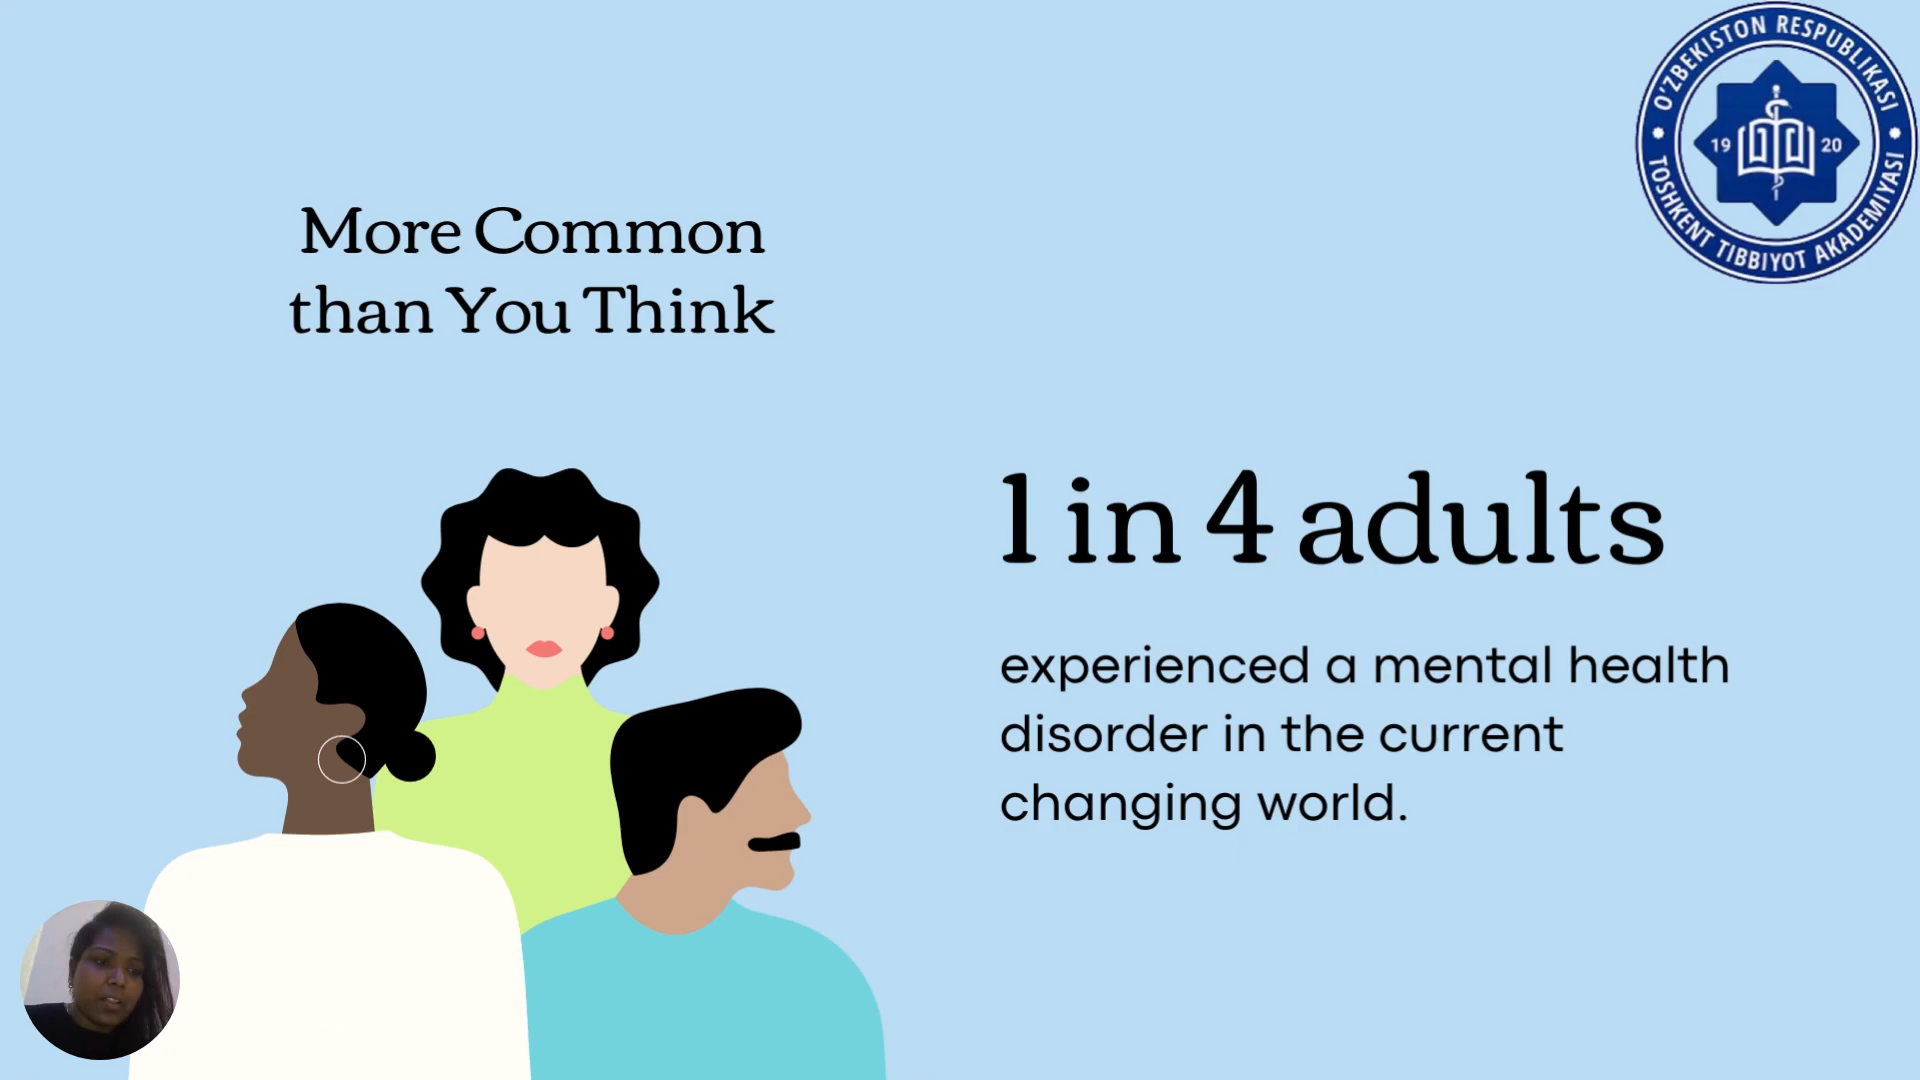 O'ZBEKISTON RESPUBLIKASI
19 20
TOSHKENT TIBBIYOT AKADEMIYASI
More Common
than You Think
1 in 4 adults
experienced a mental health
disorder in the current
changing world.